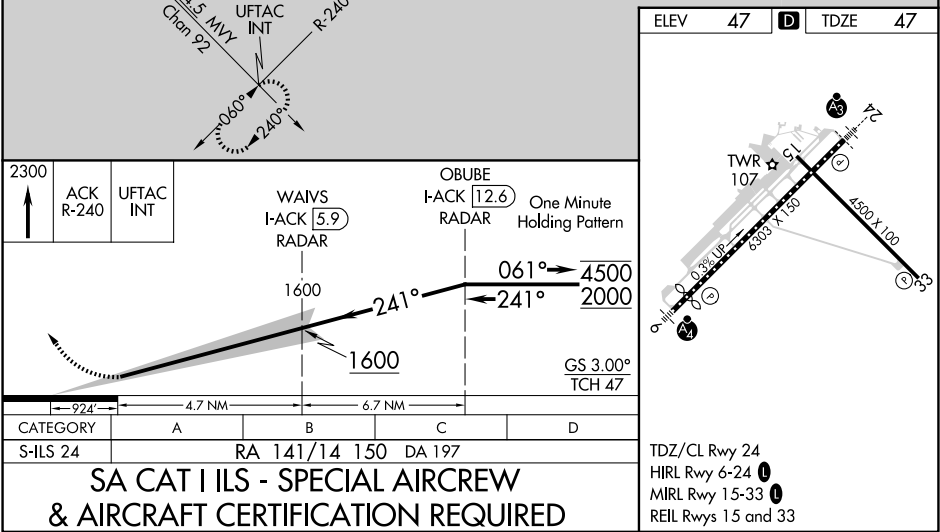 4.5 MVY
Chan 92
UFTAC
INT
R-240
060°
240°
2300
ACK
R-240
UFTAC
INT
WAIVS
I-ACK 5.9
RADAR
OBUBE
I-ACK 12.6
RADAR
One Minute
Holding Pattern
1600
241°
061°
4500
241°
2000
1600
GS 3.00°
TCH 47
924'
4.7 NM
6.7 NM
CATEGORY A B C D
S-ILS 24 RA 141/14 150 DA 197
SA CAT I ILS - SPECIAL AIRCREW
& AIRCRAFT CERTIFICATION REQUIRED
ELEV 47 D TDZE 47
A3
24
15
TWR
107
P
4500 X 100
6303 X 150
0.3% UP
P
P
33
6
A4
TDZ/CL Rwy 24
HIRL Rwy 6-24 L
MIRL Rwy 15-33 L
REIL Rwys 15 and 33